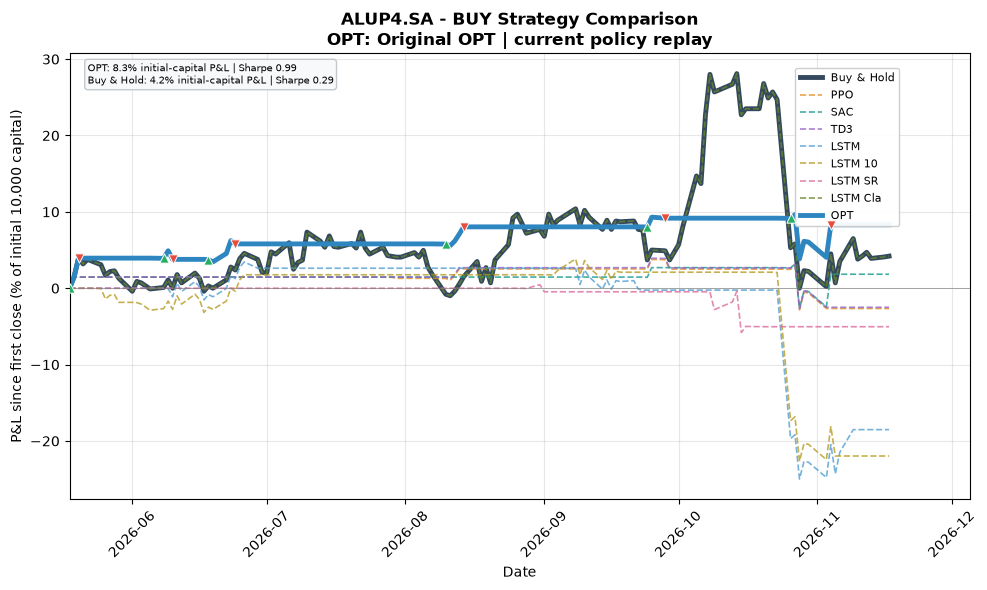 ALUP4.SA - BUY Strategy Comparison
OPT: Original OPT | current policy replay
OPT: 8.3% initial-capital P&L | Sharpe 0.99
Buy & Hold: 4.2% initial-capital P&L | Sharpe 0.29
Buy & Hold
PPO
SAC
TD3
LSTM
LSTM 10
LSTM SR
LSTM Cla
OPT
P&L since first close (% of initial 10,000 capital)
30
20
10
0
−10
−20
2026-06
2026-07
2026-08
2026-09
2026-10
2026-11
2026-12
Date